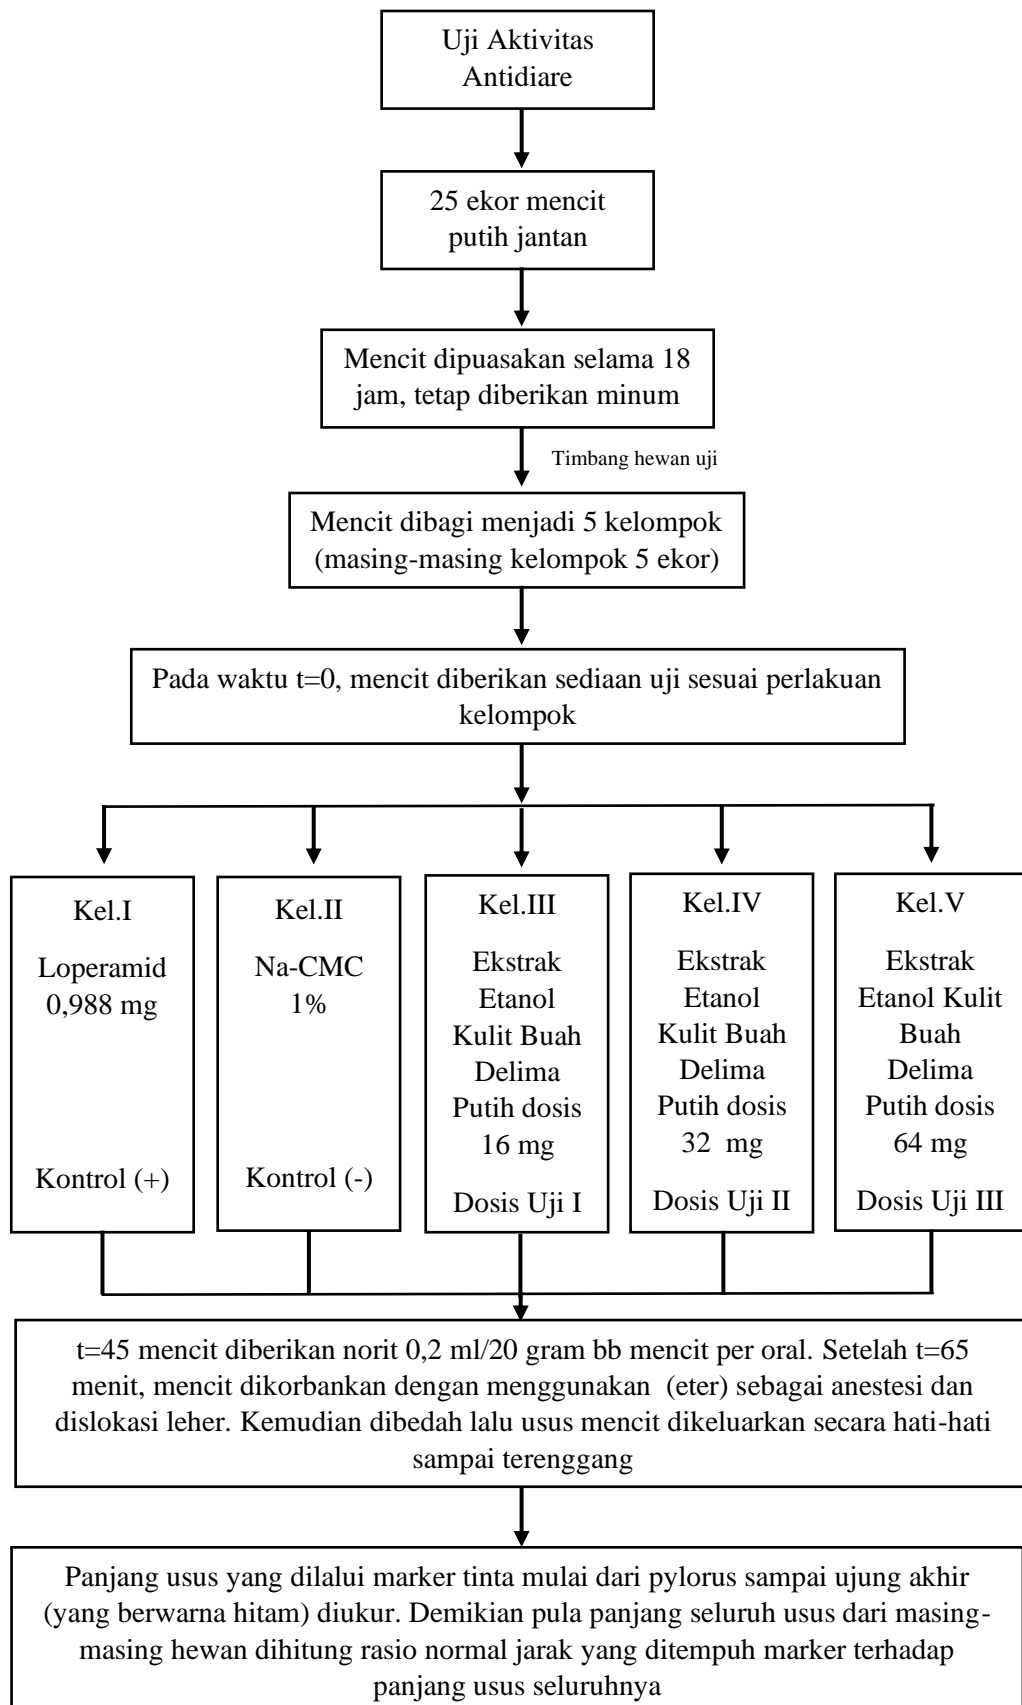 Uji Aktivitas
Antidiare
25 ekor mencit
putih jantan
Mencit dipuasakan selama 18
jam, tetap diberikan minum
Timbang hewan uji
Mencit dibagi menjadi 5 kelompok
(masing-masing kelompok 5 ekor)
Pada waktu t=0, mencit diberikan sediaan uji sesuai perlakuan
kelompok
Kel.I
Loperamid
0,988 mg
Kontrol (+)
Kel.II
Na-CMC
1%
Kontrol (-)
Kel.III
Ekstrak
Etanol
Kulit Buah
Delima
Putih dosis
16 mg
Dosis Uji I
Kel.IV
Ekstrak
Etanol
Kulit Buah
Delima
Putih dosis
32 mg
Dosis Uji II
Kel.V
Ekstrak
Etanol Kulit
Buah
Delima
Putih dosis
64 mg
Dosis Uji III
t=45 mencit diberikan norit 0,2 ml/20 gram bb mencit per oral. Setelah t=65
menit, mencit dikorbankan dengan menggunakan (eter) sebagai anestesi dan
dislokasi leher. Kemudian dibedah lalu usus mencit dikeluarkan secara hati-hati
sampai terenggang
Panjang usus yang dilalui marker tinta mulai dari pylorus sampai ujung akhir
(yang berwarna hitam) diukur. Demikian pula panjang seluruh usus dari masing-
masing hewan dihitung rasio normal jarak yang ditempuh marker terhadap
panjang usus seluruhnya